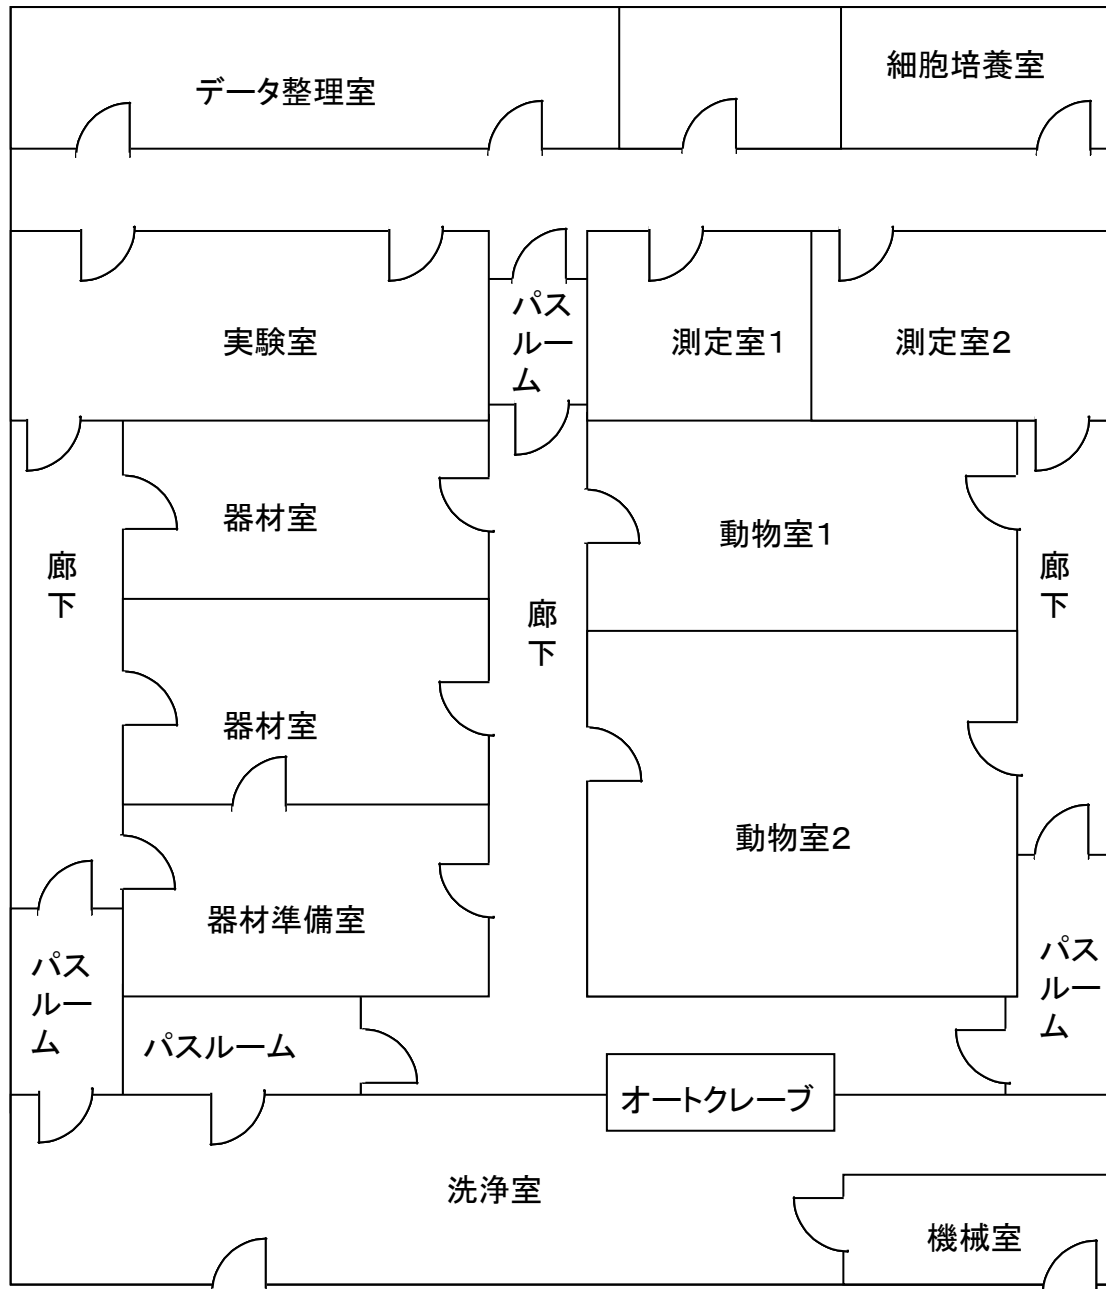 データ整理室
細胞培養室
パス
ルー
ム
実験室
測定室1
測定室2
器材室
動物室1
廊
下
廊
下
廊
下
器材室
動物室2
器材準備室
パス
ルー
ム
パスルーム
パス
ルー
ム
オートクレーブ
洗浄室
機械室